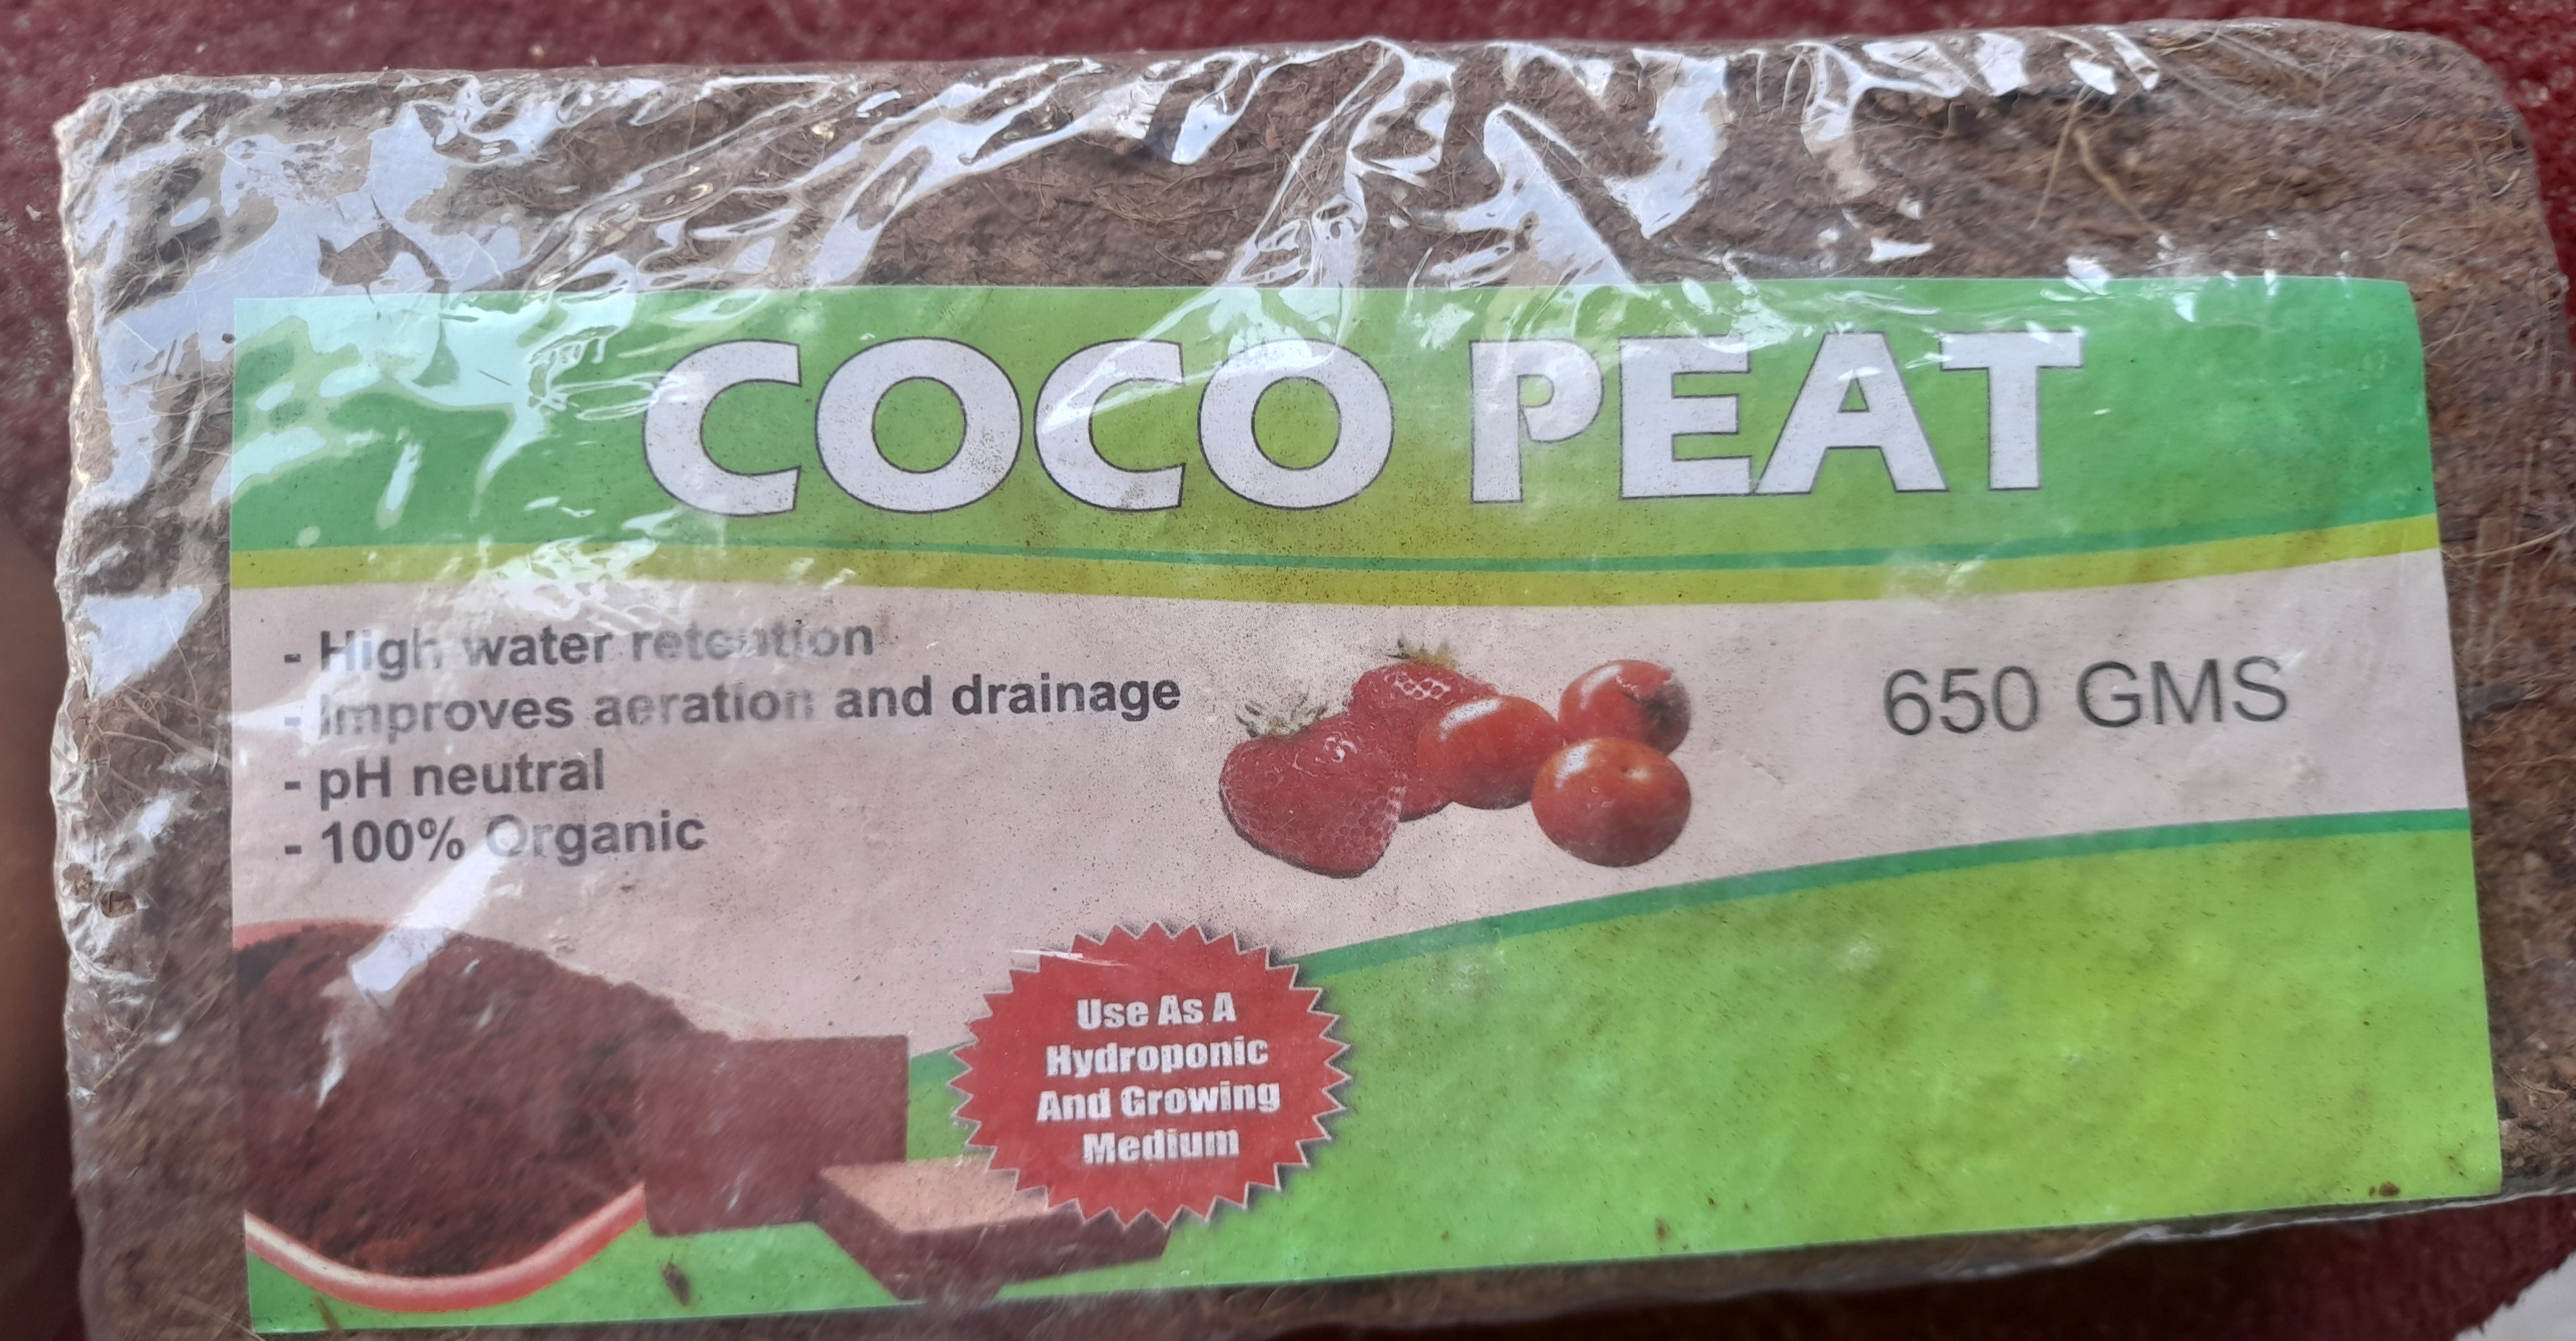 COCO PEAT
- High water retention
- Improves aeration and drainage
- pH neutral
- 100% Organic
650 GMS
Use As A
Hydroponic
And Growing
Medium